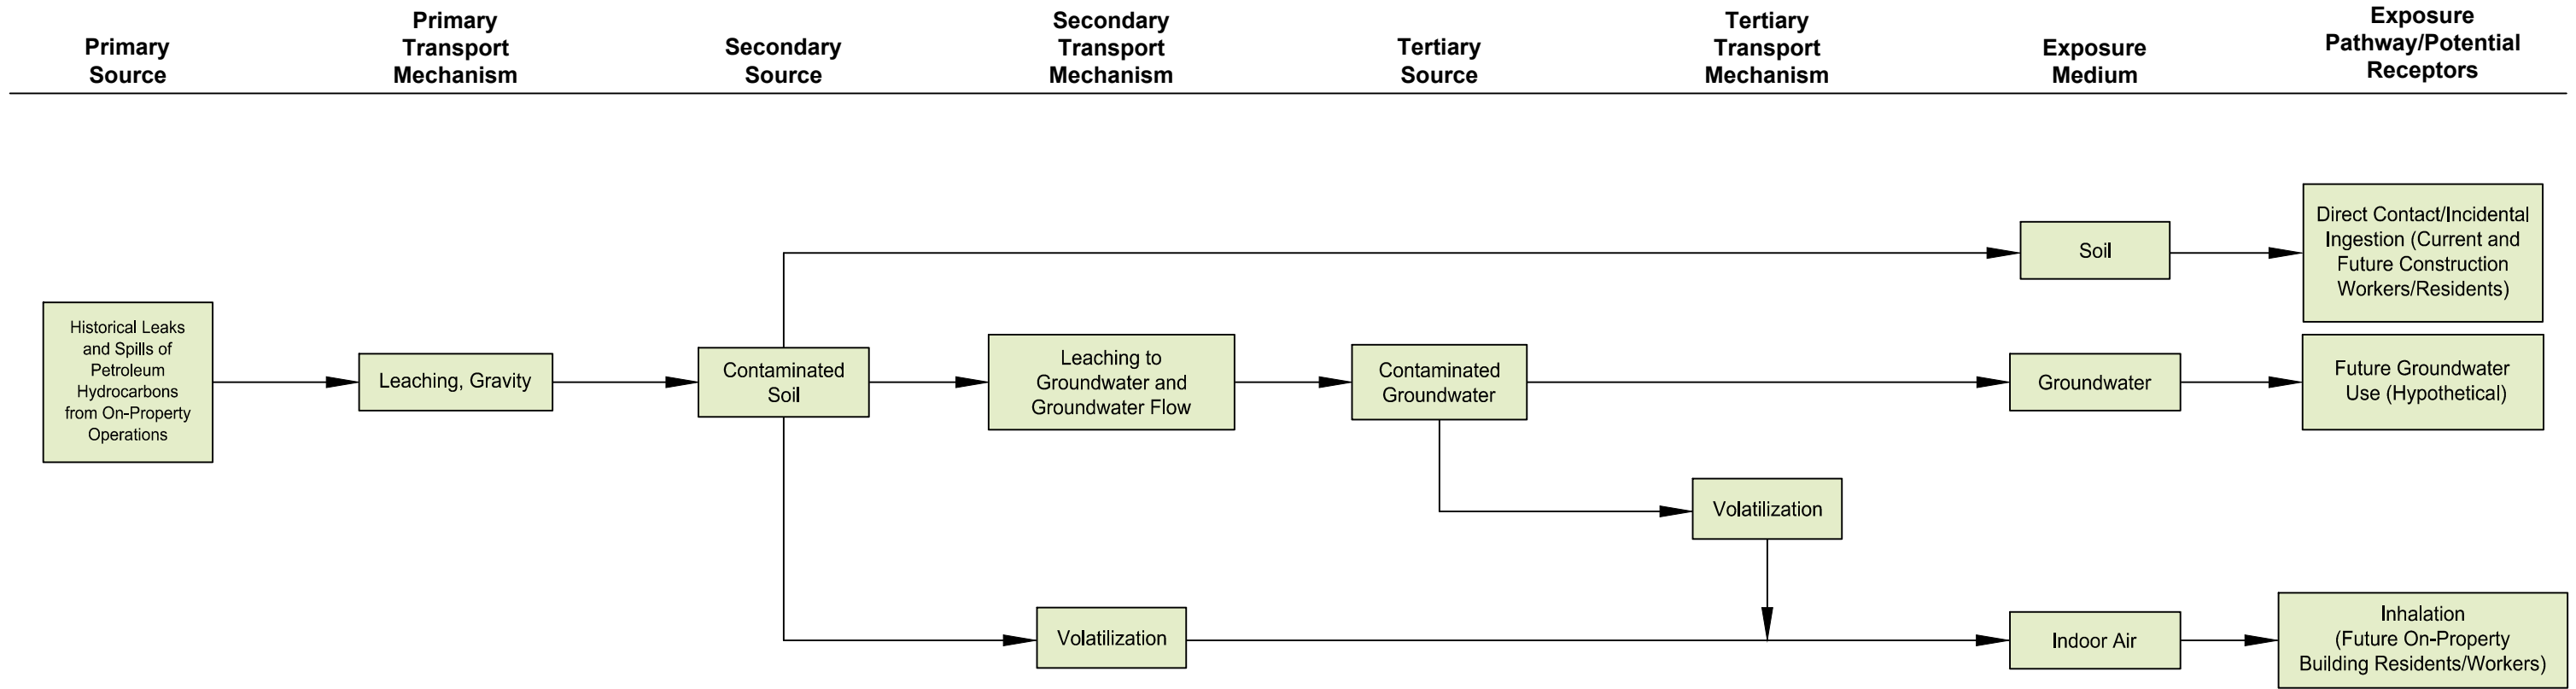 Primary
Source
Primary
Transport
Mechanism
Secondary
Source
Secondary
Transport
Mechanism
Tertiary
Source
Tertiary
Transport
Mechanism
Exposure
Medium
Exposure
Pathway/Potential
Receptors
Historical Leaks
and Spills of
Petroleum
Hydrocarbons
from On-Property
Operations
Leaching, Gravity
Contaminated
Soil
Leaching to
Groundwater and
Groundwater Flow
Contaminated
Groundwater
Volatilization
Volatilization
Soil
Direct Contact/Incidental
Ingestion (Current and
Future Construction
Workers/Residents)
Groundwater
Future Groundwater
Use (Hypothetical)
Indoor Air
Inhalation
(Future On-Property
Building Residents/Workers)